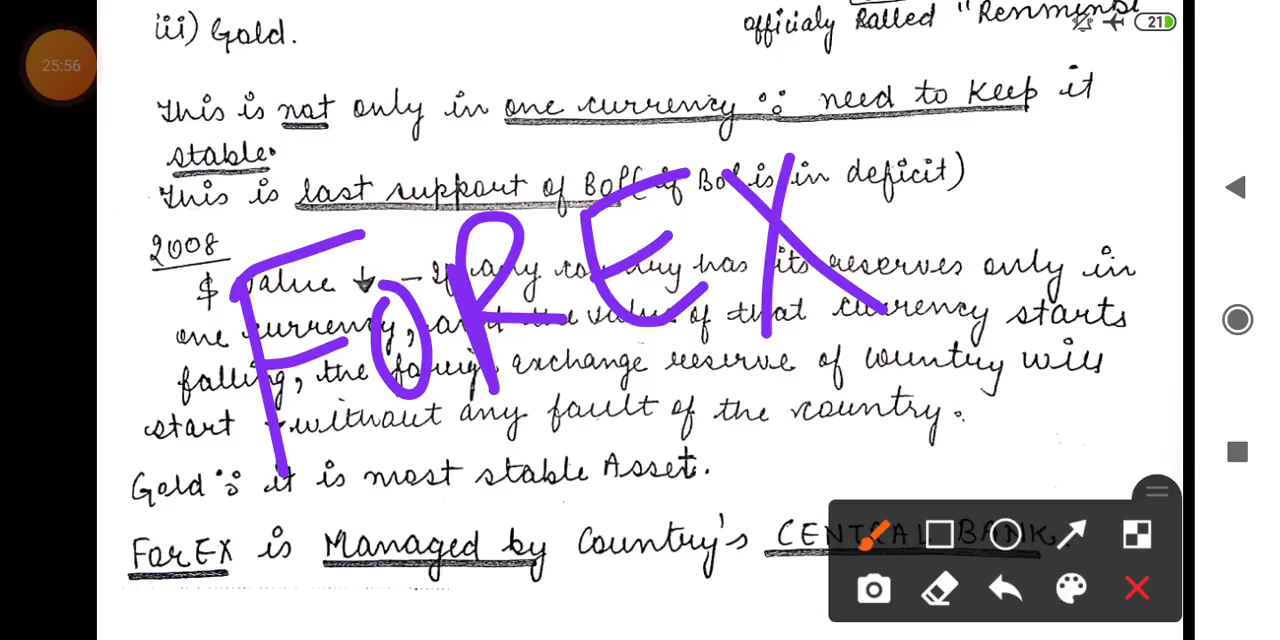 iii) Gold.
officialy Called "Renminbi
21
25:56
This is not only in one currency ∵ need to keep it
stable.
This is last support of BoP (if BoP is in deficit)
2008
$ Value ↓ – If any country has its reserves only in
one currency, and the value of that currency starts
falling, the foreign exchange reserve of country will
start ↓ without any fault of the country.
FOREX
Gold ∵ it is most stable Asset.
ForEX is Managed by Country's CENTRAL BANK.